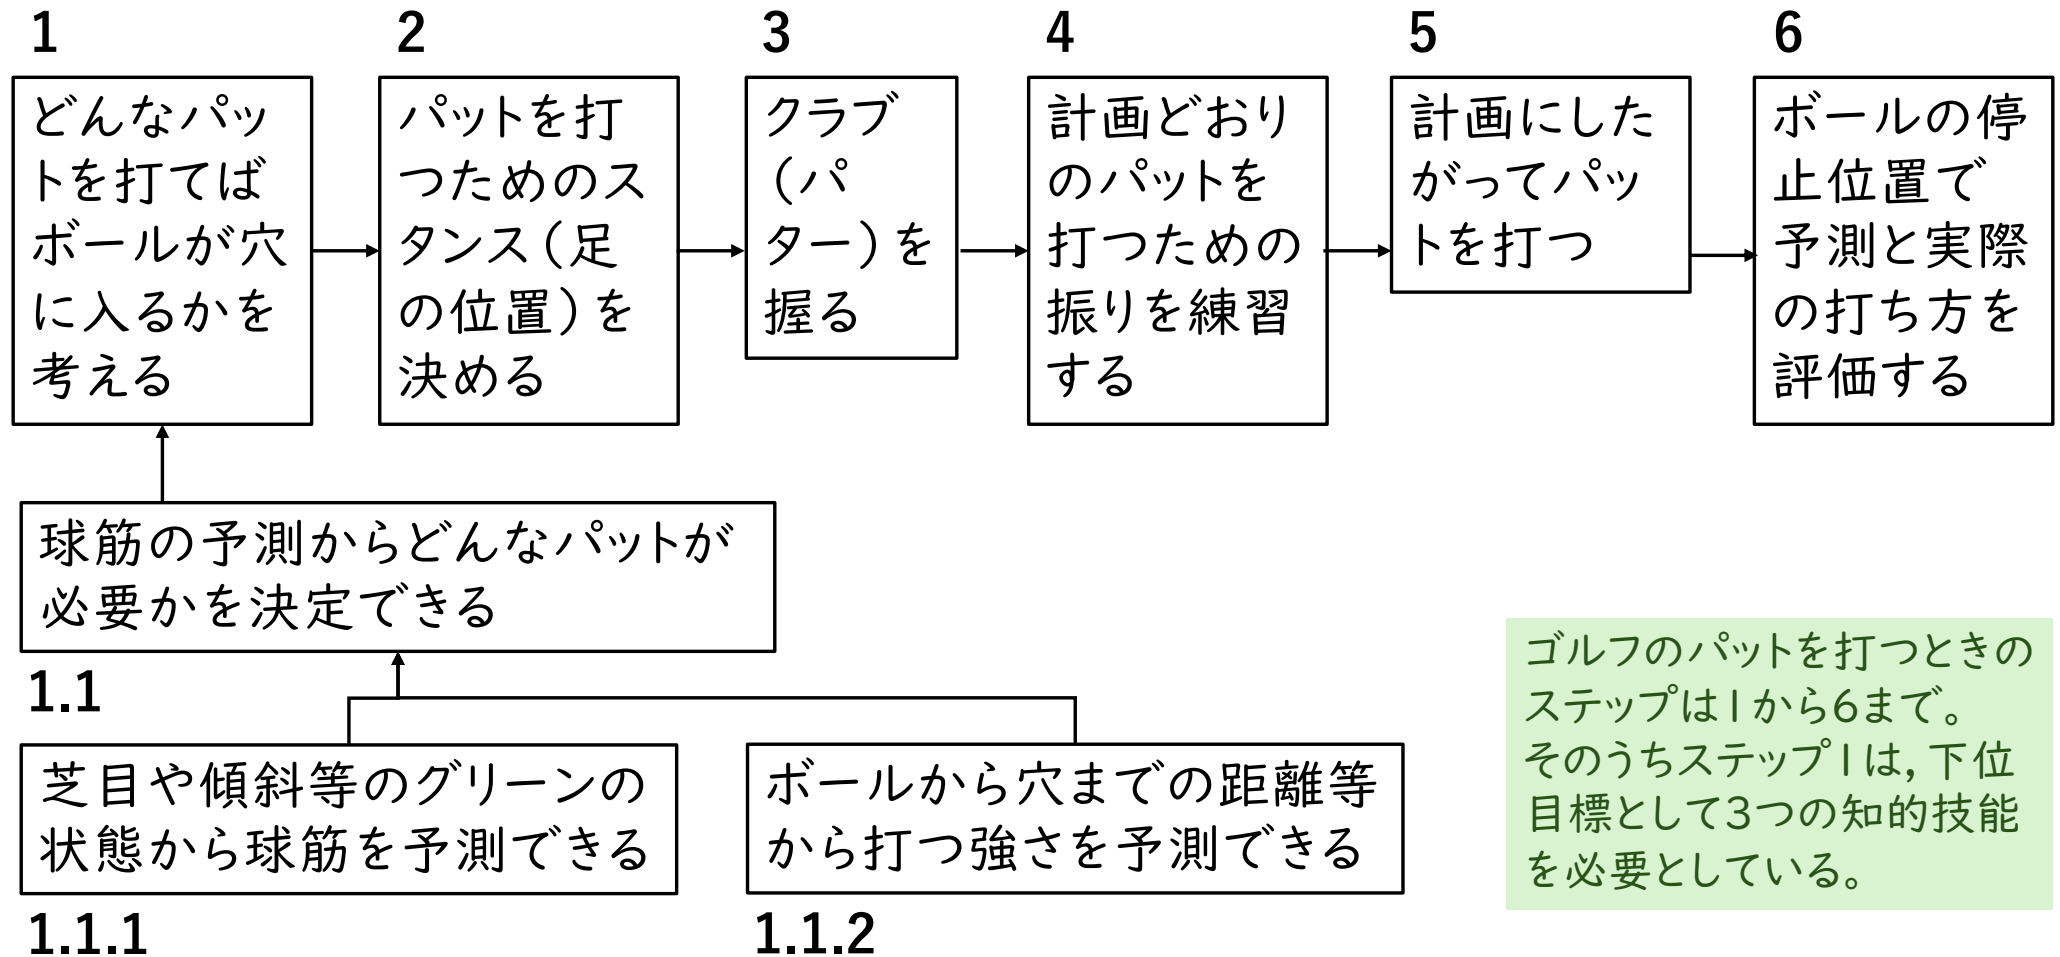 1
どんなパッ
トを打てば
ボールが穴
に入るかを
考える
2
パットを打
つためのス
タンス(足
の位置)を
決める
3
クラブ
(パ
ター)を
握る
4
計画どおり
のパットを
打つための
振りを練習
する
5
計画にした
がってパッ
トを打つ
6
ボールの停
止位置で
予測と実際
の打ち方を
評価する
球筋の予測からどんなパットが
必要かを決定できる
1.1
芝目や傾斜等のグリーンの
状態から球筋を予測できる
1.1.1
ボールから穴までの距離等
から打つ強さを予測できる
1.1.2
ゴルフのパットを打つときの
ステップは1から6まで。
そのうちステップ1は,下位
目標として3つの知的技能
を必要としている。